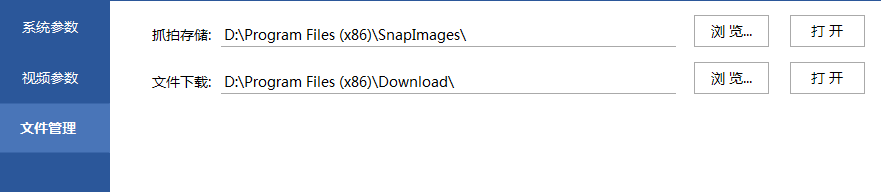 系统参数
视频参数
文件管理
抓拍存储: D:\Program Files (x86)\SnapImages\ 浏 览... 打 开
文件下载: D:\Program Files (x86)\Download\ 浏 览... 打 开